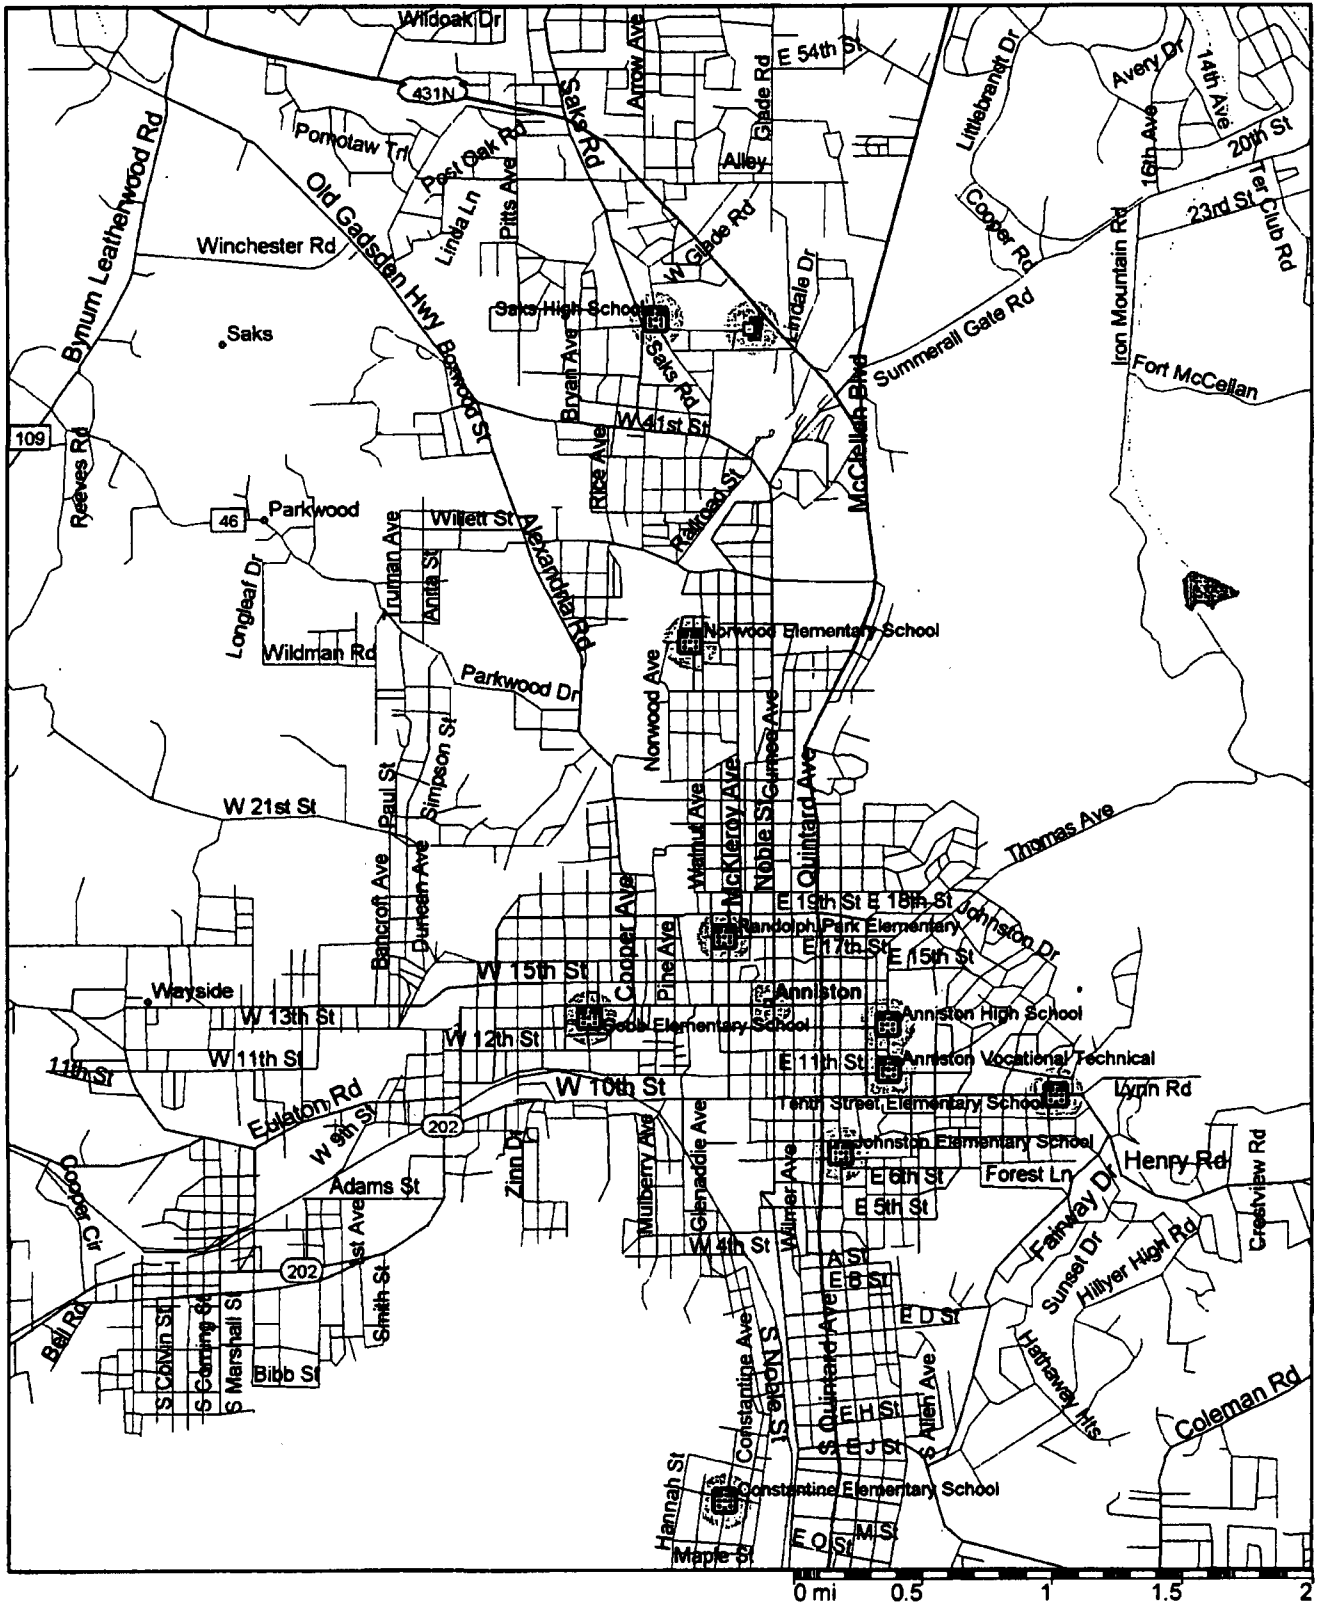 Wildoak Dr
Arrow Ave
Saks Rd
Glade Rd
E 54th St
Littlebrandt Dr
Avery Dr
14th Ave
16th Ave
20th St
431N
Pomotaw Trl
Post Oak Rd
Pitts Ave
Linda Ln
Alley
Bynum Leatherwood Rd
Old Gadsden Hwy
Winchester Rd
W Glade Rd
Lindale Dr
Cooper Rd
23rd St
Ter Club Rd
Iron Mountain Rd
Summerall Gate Rd
Fort McCellan
Saks High School
Saks
Boxwood St
Bryan Ave
Saks Rd
W 41st St
McClellan Blvd
109
Reeves Rd
Rice Ave
Railroad St
46
Parkwood
Willett St
Truman Ave
Anita St
Alexandria Rd
Longleaf Dr
Wildman Rd
Norwood Elementary School
Parkwood Dr
Norwood Ave
Simpson St
Paul St
W 21st St
Walnut Ave
McKleroy Ave
Noble St
Gurnee Ave
Quintard Ave
Thomas Ave
Bancroft Ave
Duncan Ave
Cooper Ave
Pine Ave
E 19th St
E 18th St
Randolph Park Elementary
E 17th St
E 15th St
Johnston Dr
W 15th St
Wayside
W 13th St
Anniston
Anniston High School
Cobb Elementary School
W 12th St
W 11th St
11th St
E 11th St
Anniston Vocational Technical
W 10th St
Tenth Street Elementary School
Lynn Rd
Eulaton Rd
W 9th St
202
Zinn Dr
Mulberry Ave
Glenaddie Ave
Wilmer Ave
Johnston Elementary School
E 6th St
Forest Ln
Henry Rd
Crestview Rd
Cooper Cir
Adams St
E 5th St
Fairway Dr
W 4th St
A St
E B St
Sunset Dr
Hillyer High Rd
202
st Ave
Smith St
Bell Rd
S Colvin St
S Corning St
S Marshall St
Bibb St
E D St
Constantine Ave
S Noble St
S Quintard Ave
S Allen Ave
Hathaway Hts
Coleman Rd
E H St
E J St
Hannah St
Constantine Elementary School
Maple St
E O St
M St
0 mi 0.5 1 1.5 2